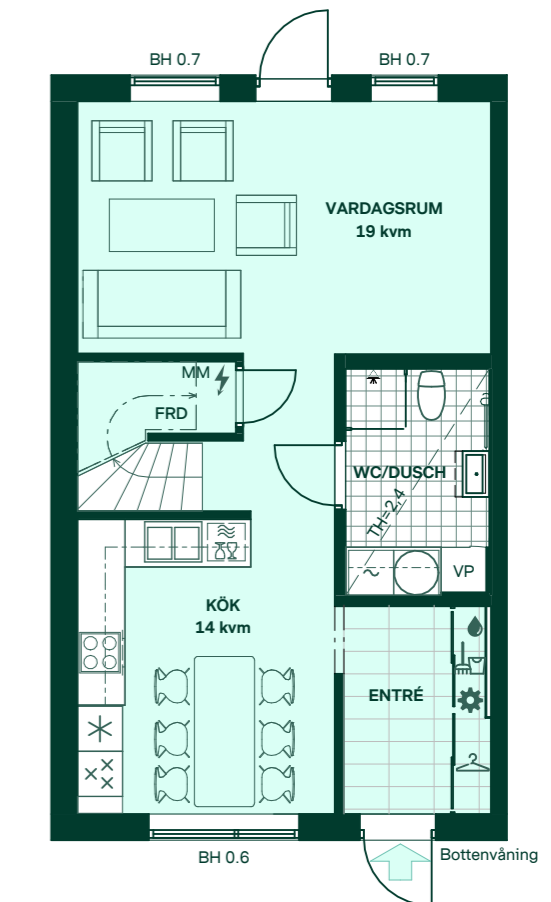 BH 0.7
BH 0.7
VARDAGSRUM
19 kvm
MM
FRD
WC/DUSCH
TH=2,4
VP
KÖK
14 kvm
ENTRÉ
BH 0.6
Bottenvåning